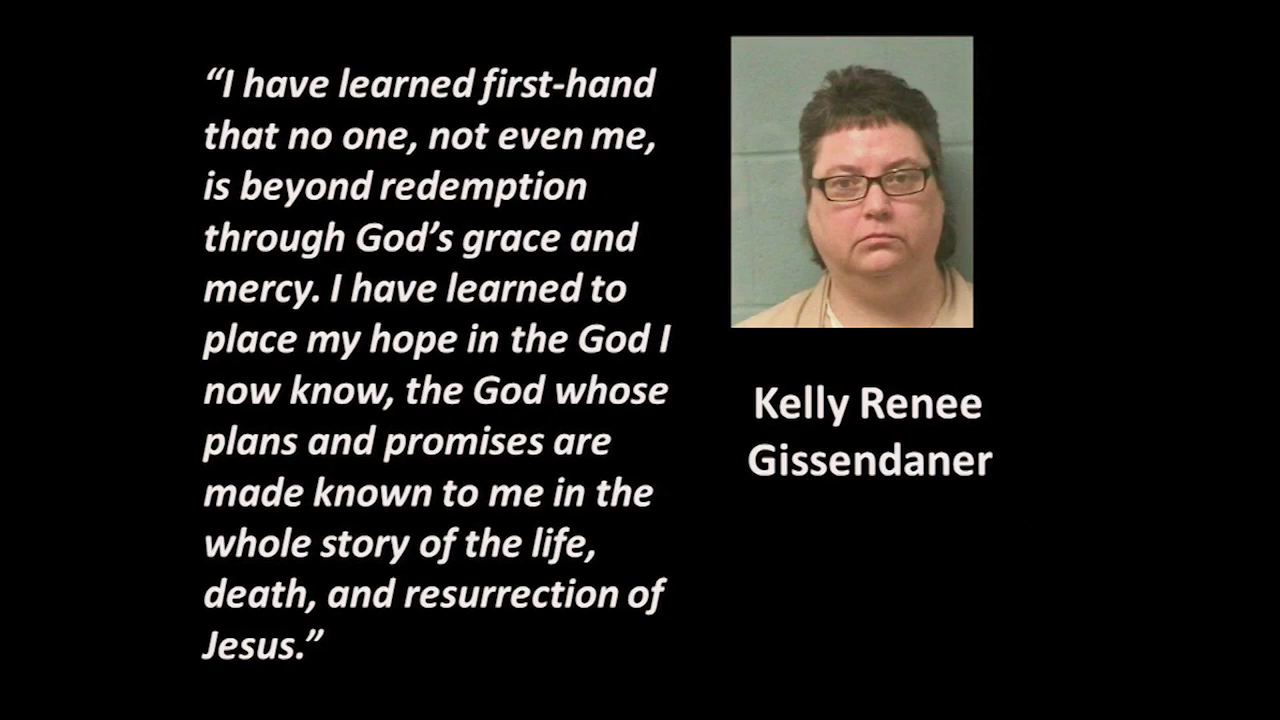 “I have learned first-hand
that no one, not even me,
is beyond redemption
through God’s grace and
mercy. I have learned to
place my hope in the God I
now know, the God whose
plans and promises are
made known to me in the
whole story of the life,
death, and resurrection of
Jesus.”
Kelly Renee
Gissendaner